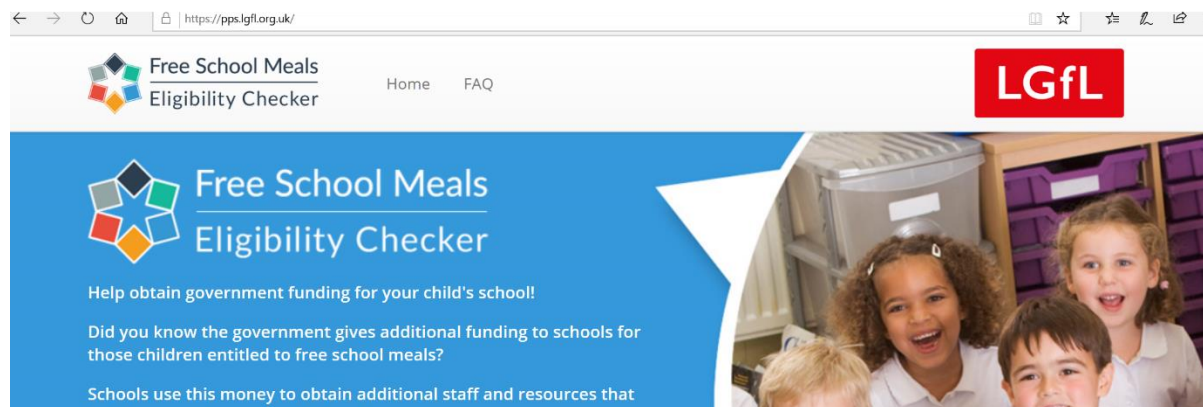 https://pps.lgfl.org.uk/
Free School Meals
Eligibility Checker
Home FAQ
LGfL
Free School Meals
Eligibility Checker
Help obtain government funding for your child's school!
Did you know the government gives additional funding to schools for
those children entitled to free school meals?
Schools use this money to obtain additional staff and resources that